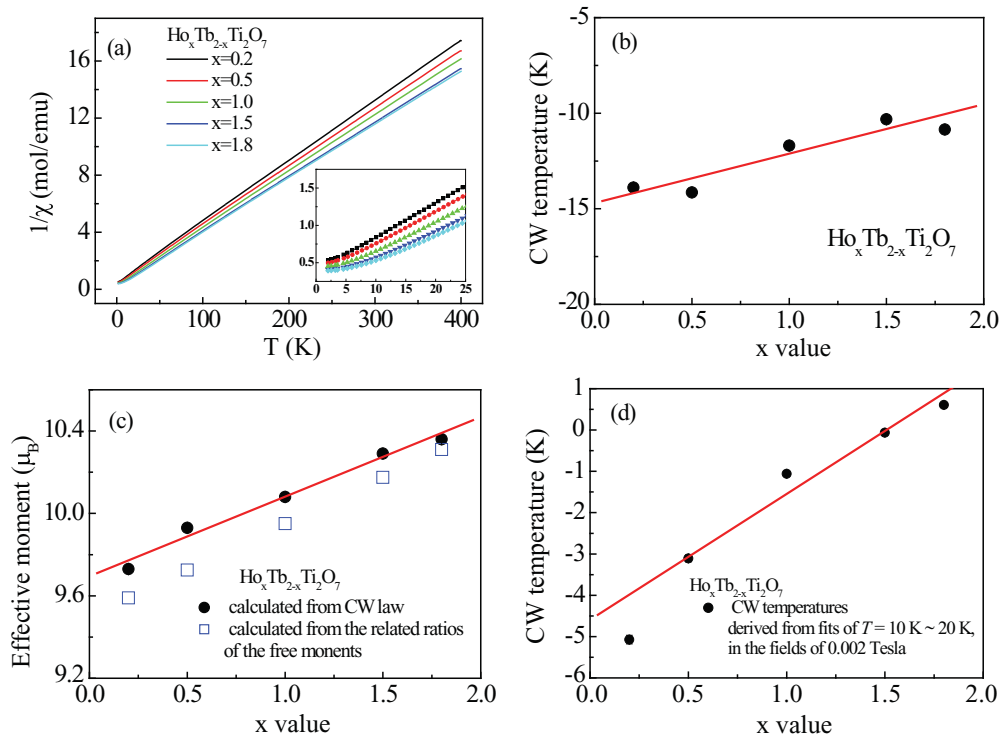 (a)
HoₓTb₂₋ₓTi₂O₇
x=0.2
x=0.5
x=1.0
x=1.5
x=1.8
16
12
8
4
0
1/χ (mol/emu)
0 100 200 300 400
T (K)
1.5
1.0
0.5
0 5 10 15 20 25
(b)
-5
-10
-15
-20
CW temperature (K)
HoₓTb₂₋ₓTi₂O₇
0.0 0.5 1.0 1.5 2.0
x value
(c)
10.4
10.0
9.6
9.2
Effective moment (μB)
HoₓTb₂₋ₓTi₂O₇
calculated from CW law
calculated from the related ratios
of the free monents
0.0 0.5 1.0 1.5 2.0
x value
(d)
1
0
-1
-2
-3
-4
-5
-6
CW temperature (K)
HoₓTb₂₋ₓTi₂O₇
CW temperatures
derived from fits of T = 10 K ~ 20 K,
in the fields of 0.002 Tesla
0.0 0.5 1.0 1.5 2.0
x value